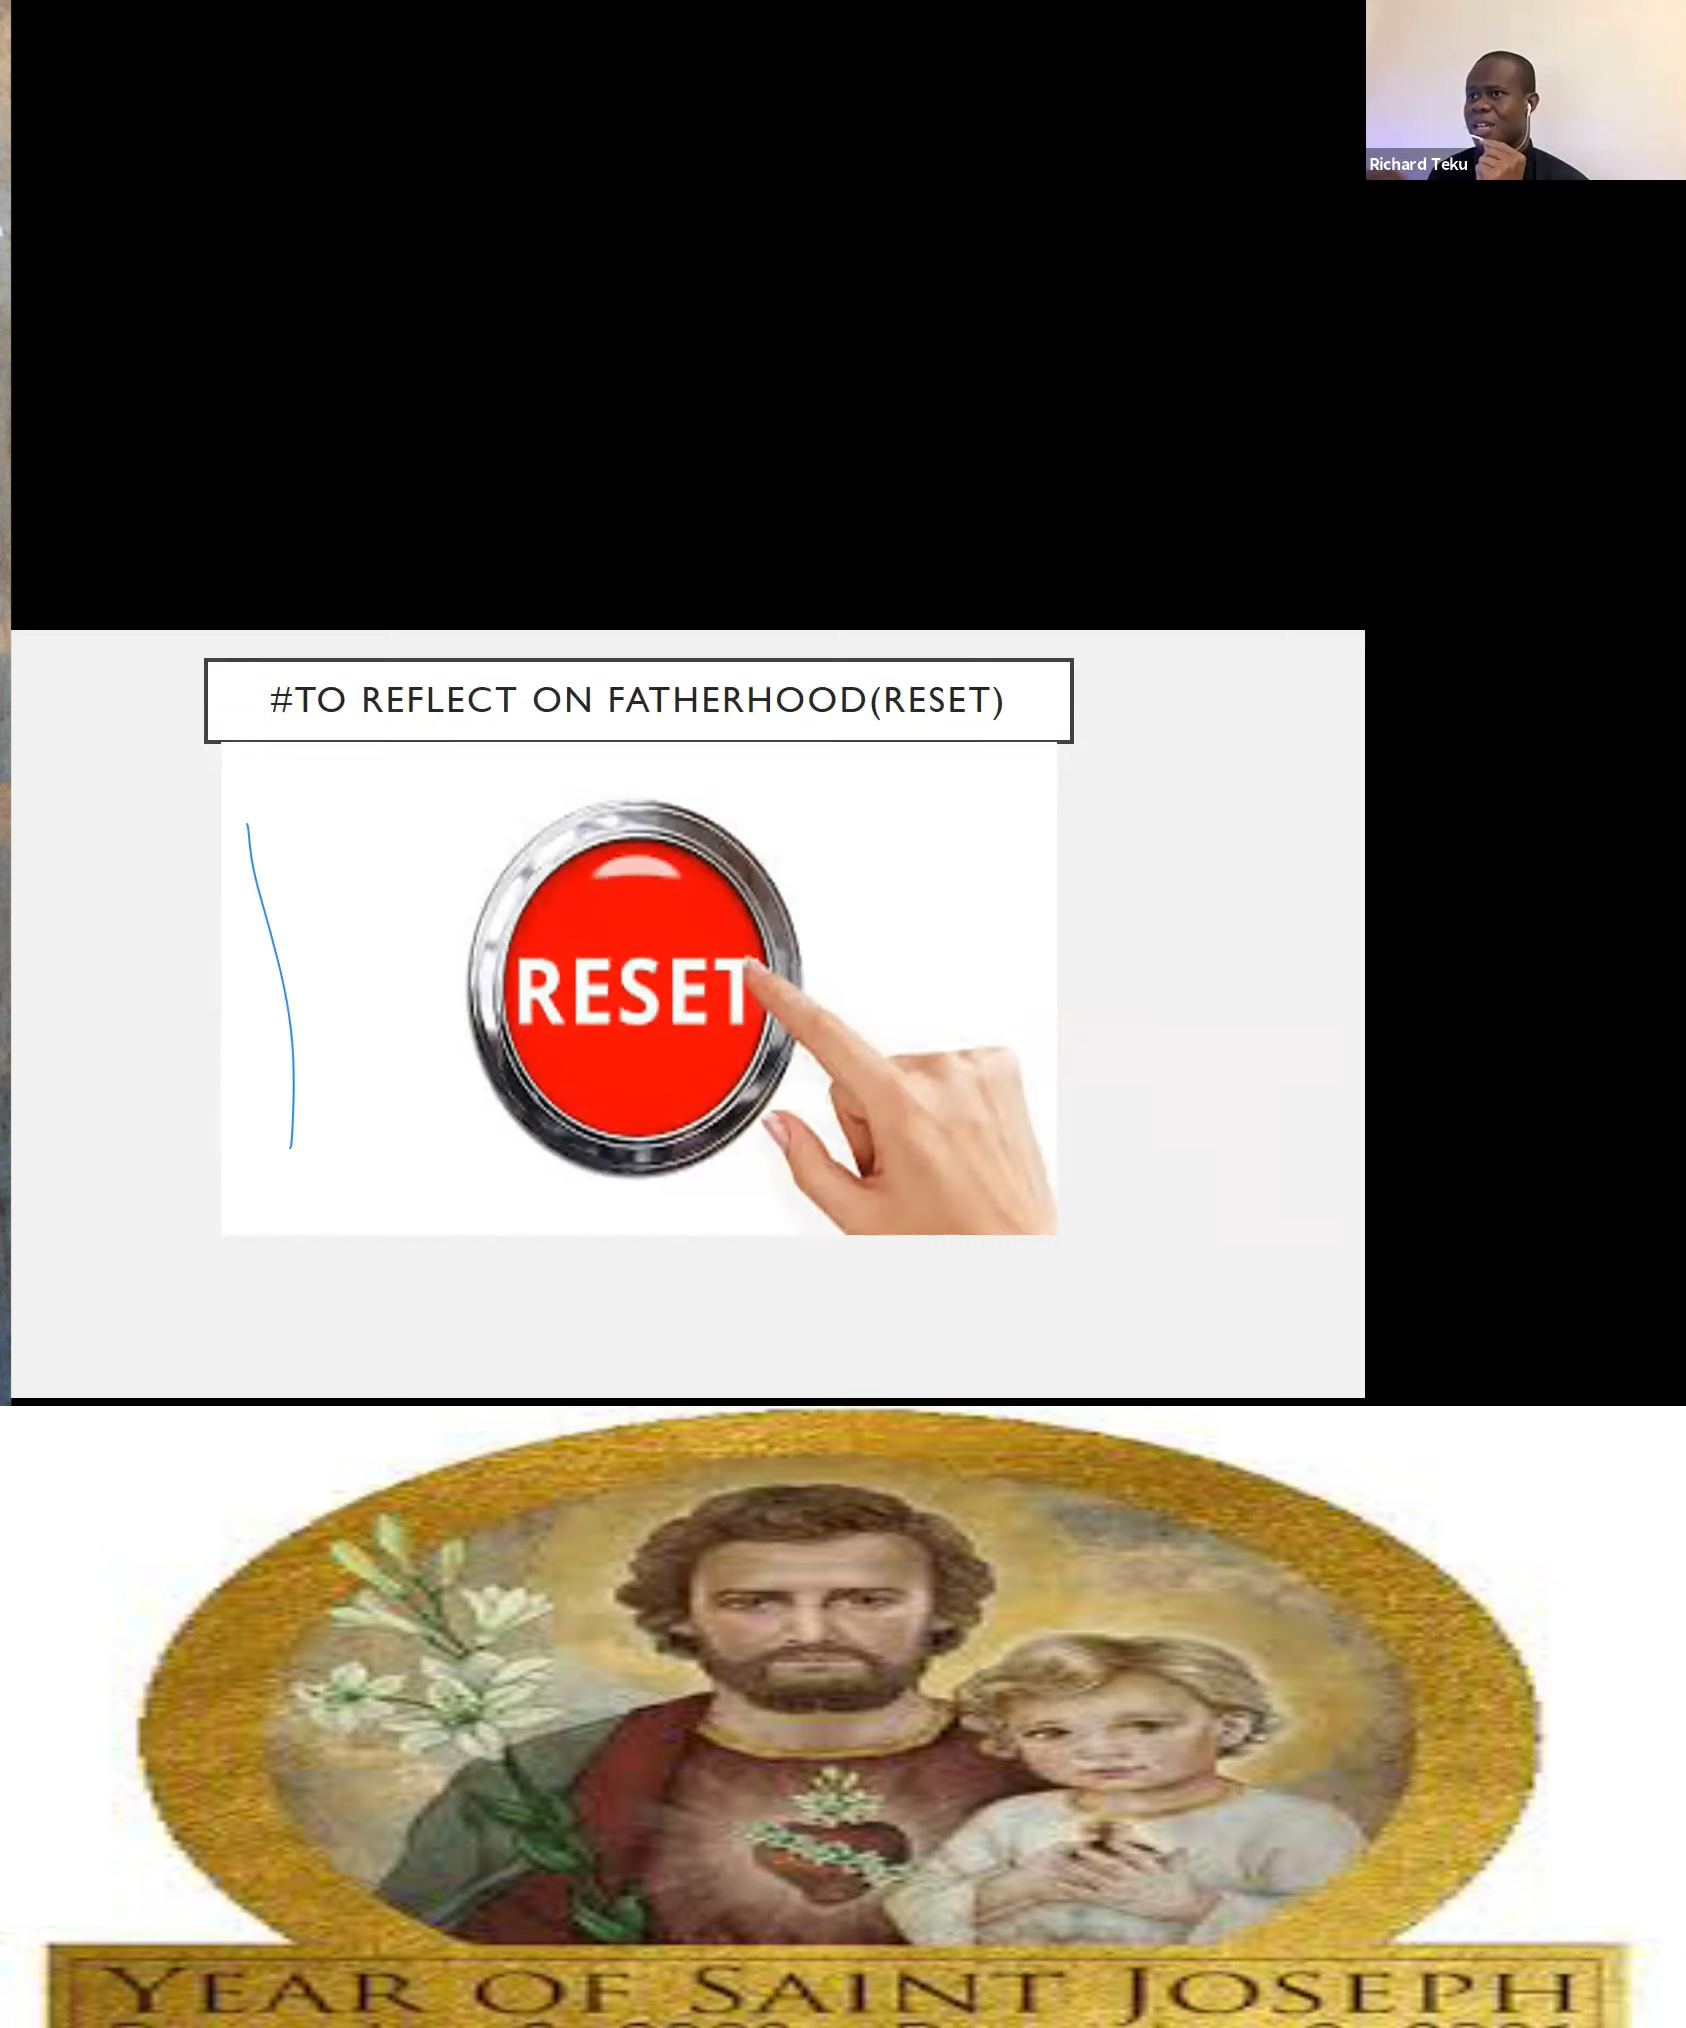 Richard Teku
#TO REFLECT ON FATHERHOOD(RESET)
RESET
YEAR OF SAINT JOSEPH